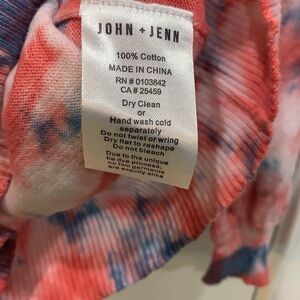 JOHN + JENN
100% Cotton
MADE IN CHINA
RN # 0103842
CA # 25459
Dry Clean
or
Hand wash cold
separately
Do not twist or wring
Dry flat to reshape
Do not bleach
Due to the unique
tie dye process,
no two garments
are exactly alike